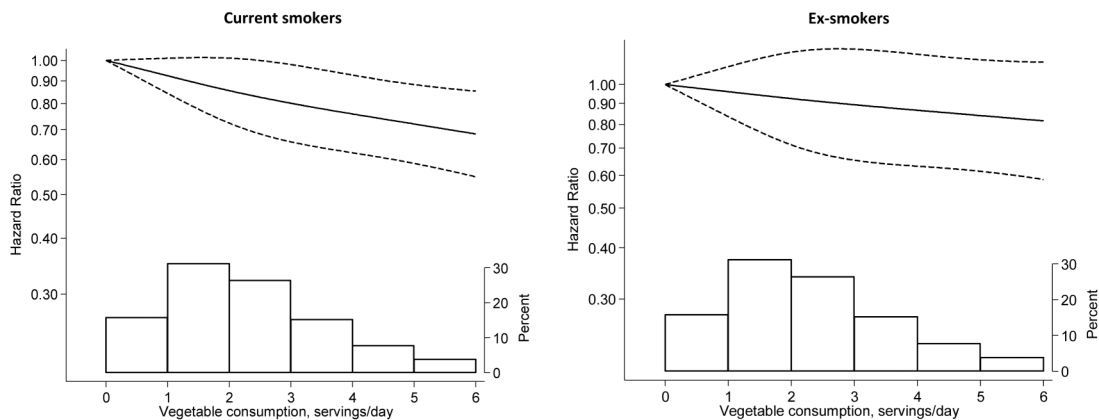 Current smokers
1.00
0.90
0.80
0.70
0.60
0.50
0.40
0.30
Hazard Ratio
30
20
10
0
Percent
0 1 2 3 4 5 6
Vegetable consumption, servings/day
Ex-smokers
1.00
0.90
0.80
0.70
0.60
0.50
0.40
0.30
Hazard Ratio
30
20
10
0
Percent
0 1 2 3 4 5 6
Vegetable consumption, servings/day